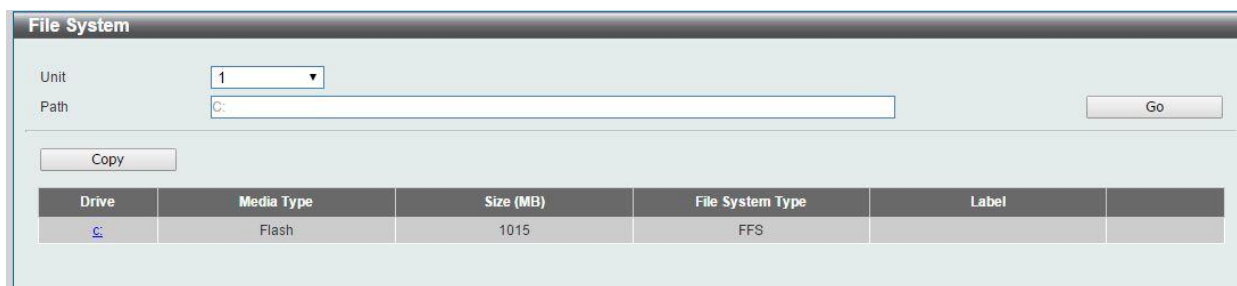 File System
Unit 1
Path C: Go
Copy
Drive Media Type Size (MB) File System Type Label
c: Flash 1015 FFS